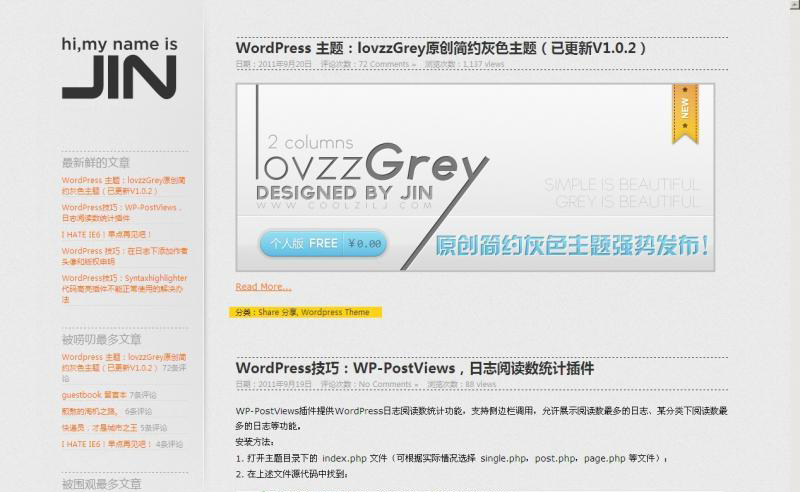 hi,my name is
JIN
最新鲜的文章
WordPress 主题：lovzzGrey原创简
约灰色主题（已更新V1.0.2）
WordPress技巧：WP-PostViews，
日志阅读数统计插件
I HATE IE6！早点再见吧！
WordPress 技巧：在日志下添加作者
头像和版权申明
WordPress技巧：Syntaxhighlighter
代码高亮插件不能正常使用的解决办
法
被唠叨最多文章
Wordpress 主题：lovzzGrey原创简
约灰色主题（已更新V1.0.2） 72条评
论
guestbook 留言本 7条评论
煎熬的淘机之路。 6条评论
快递员，才是城市之王 5条评论
I HATE IE6！早点再见吧！ 4条评论
被围观最多文章
WordPress 主题：lovzzGrey原创简约灰色主题（已更新V1.0.2）
日期：2011年9月20日 评论次数：72 Comments » 浏览次数：1,137 views
NEW
2 columns
lovzzGrey
DESIGNED BY JIN
WWW.COOLZILJ.COM
SIMPLE IS BEAUTIFUL
GREY IS BEAUTIFUL
个人版 FREE ￥0.00
原创简约灰色主题强势发布!
Read More...
分类：Share 分享, Wordpress Theme
WordPress技巧：WP-PostViews，日志阅读数统计插件
日期：2011年9月19日 评论次数：No Comments » 浏览次数：88 views
WP-PostViews插件提供WordPress日志阅读数统计功能，支持侧边栏调用，允许展示阅读数最多的日志、某分类下阅读数最
多的日志等功能。
安装方法：
1. 打开主题目录下的 index.php 文件（可根据实际情况选择 single.php，post.php，page.php 等文件）；
2. 在上述文件源代码中找到：